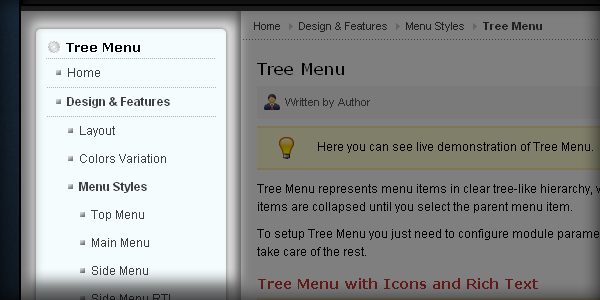 Tree Menu
Home
Design & Features
Layout
Colors Variation
Menu Styles
Top Menu
Main Menu
Side Menu
Side Menu RTL
Home Design & Features Menu Styles Tree Menu
Tree Menu
Written by Author
Here you can see live demonstration of Tree Menu.
Tree Menu represents menu items in clear tree-like hierarchy,
items are collapsed until you select the parent menu item.
To setup Tree Menu you just need to configure module parame
take care of the rest.
Tree Menu with Icons and Rich Text